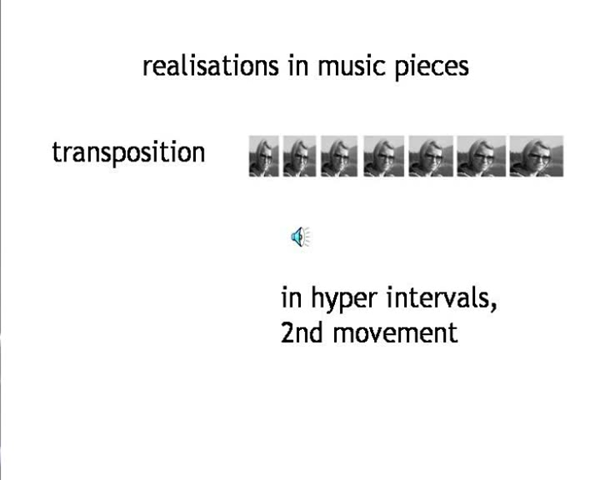 realisations in music pieces
transposition
in hyper intervals,
2nd movement